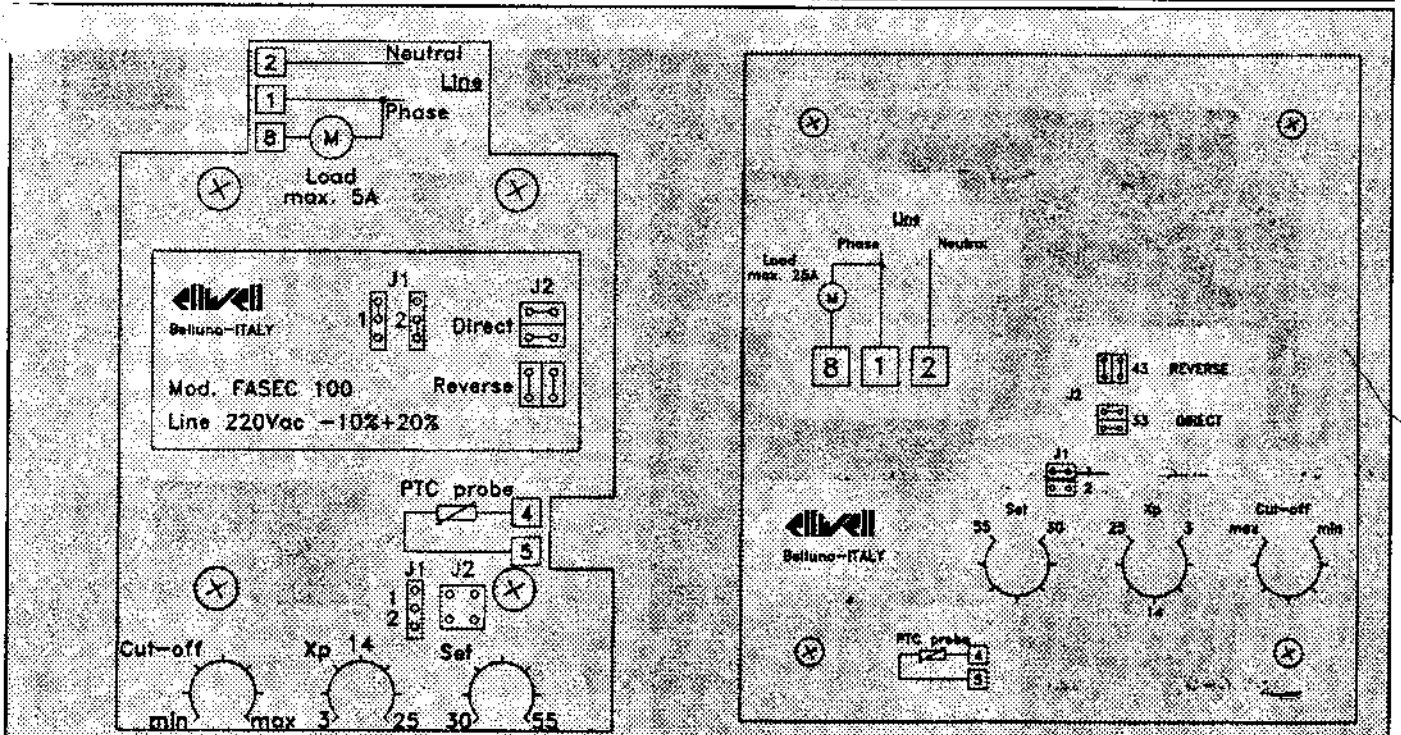 2
Neutral
Line
1
Phase
8
M
Load
max. 5A
eliwell
Belluno-ITALY
J1
1
2
J2
Direct
Reverse
Mod. FASEC 100
Line 220Vac -10%+20%
PTC probe
4
5
J1
J2
1
2
Cut-off
min
max
Xp
14
3
25
Set
30
55
Line
Phase
Neutral
Load
max. 25A
M
8
1
2
43 REVERSE
J2
33 DIRECT
J1
1
2
eliwell
Belluno-ITALY
Set
55
30
Xp
25
3
14
Cut-off
max
min
PTC probe
4
5